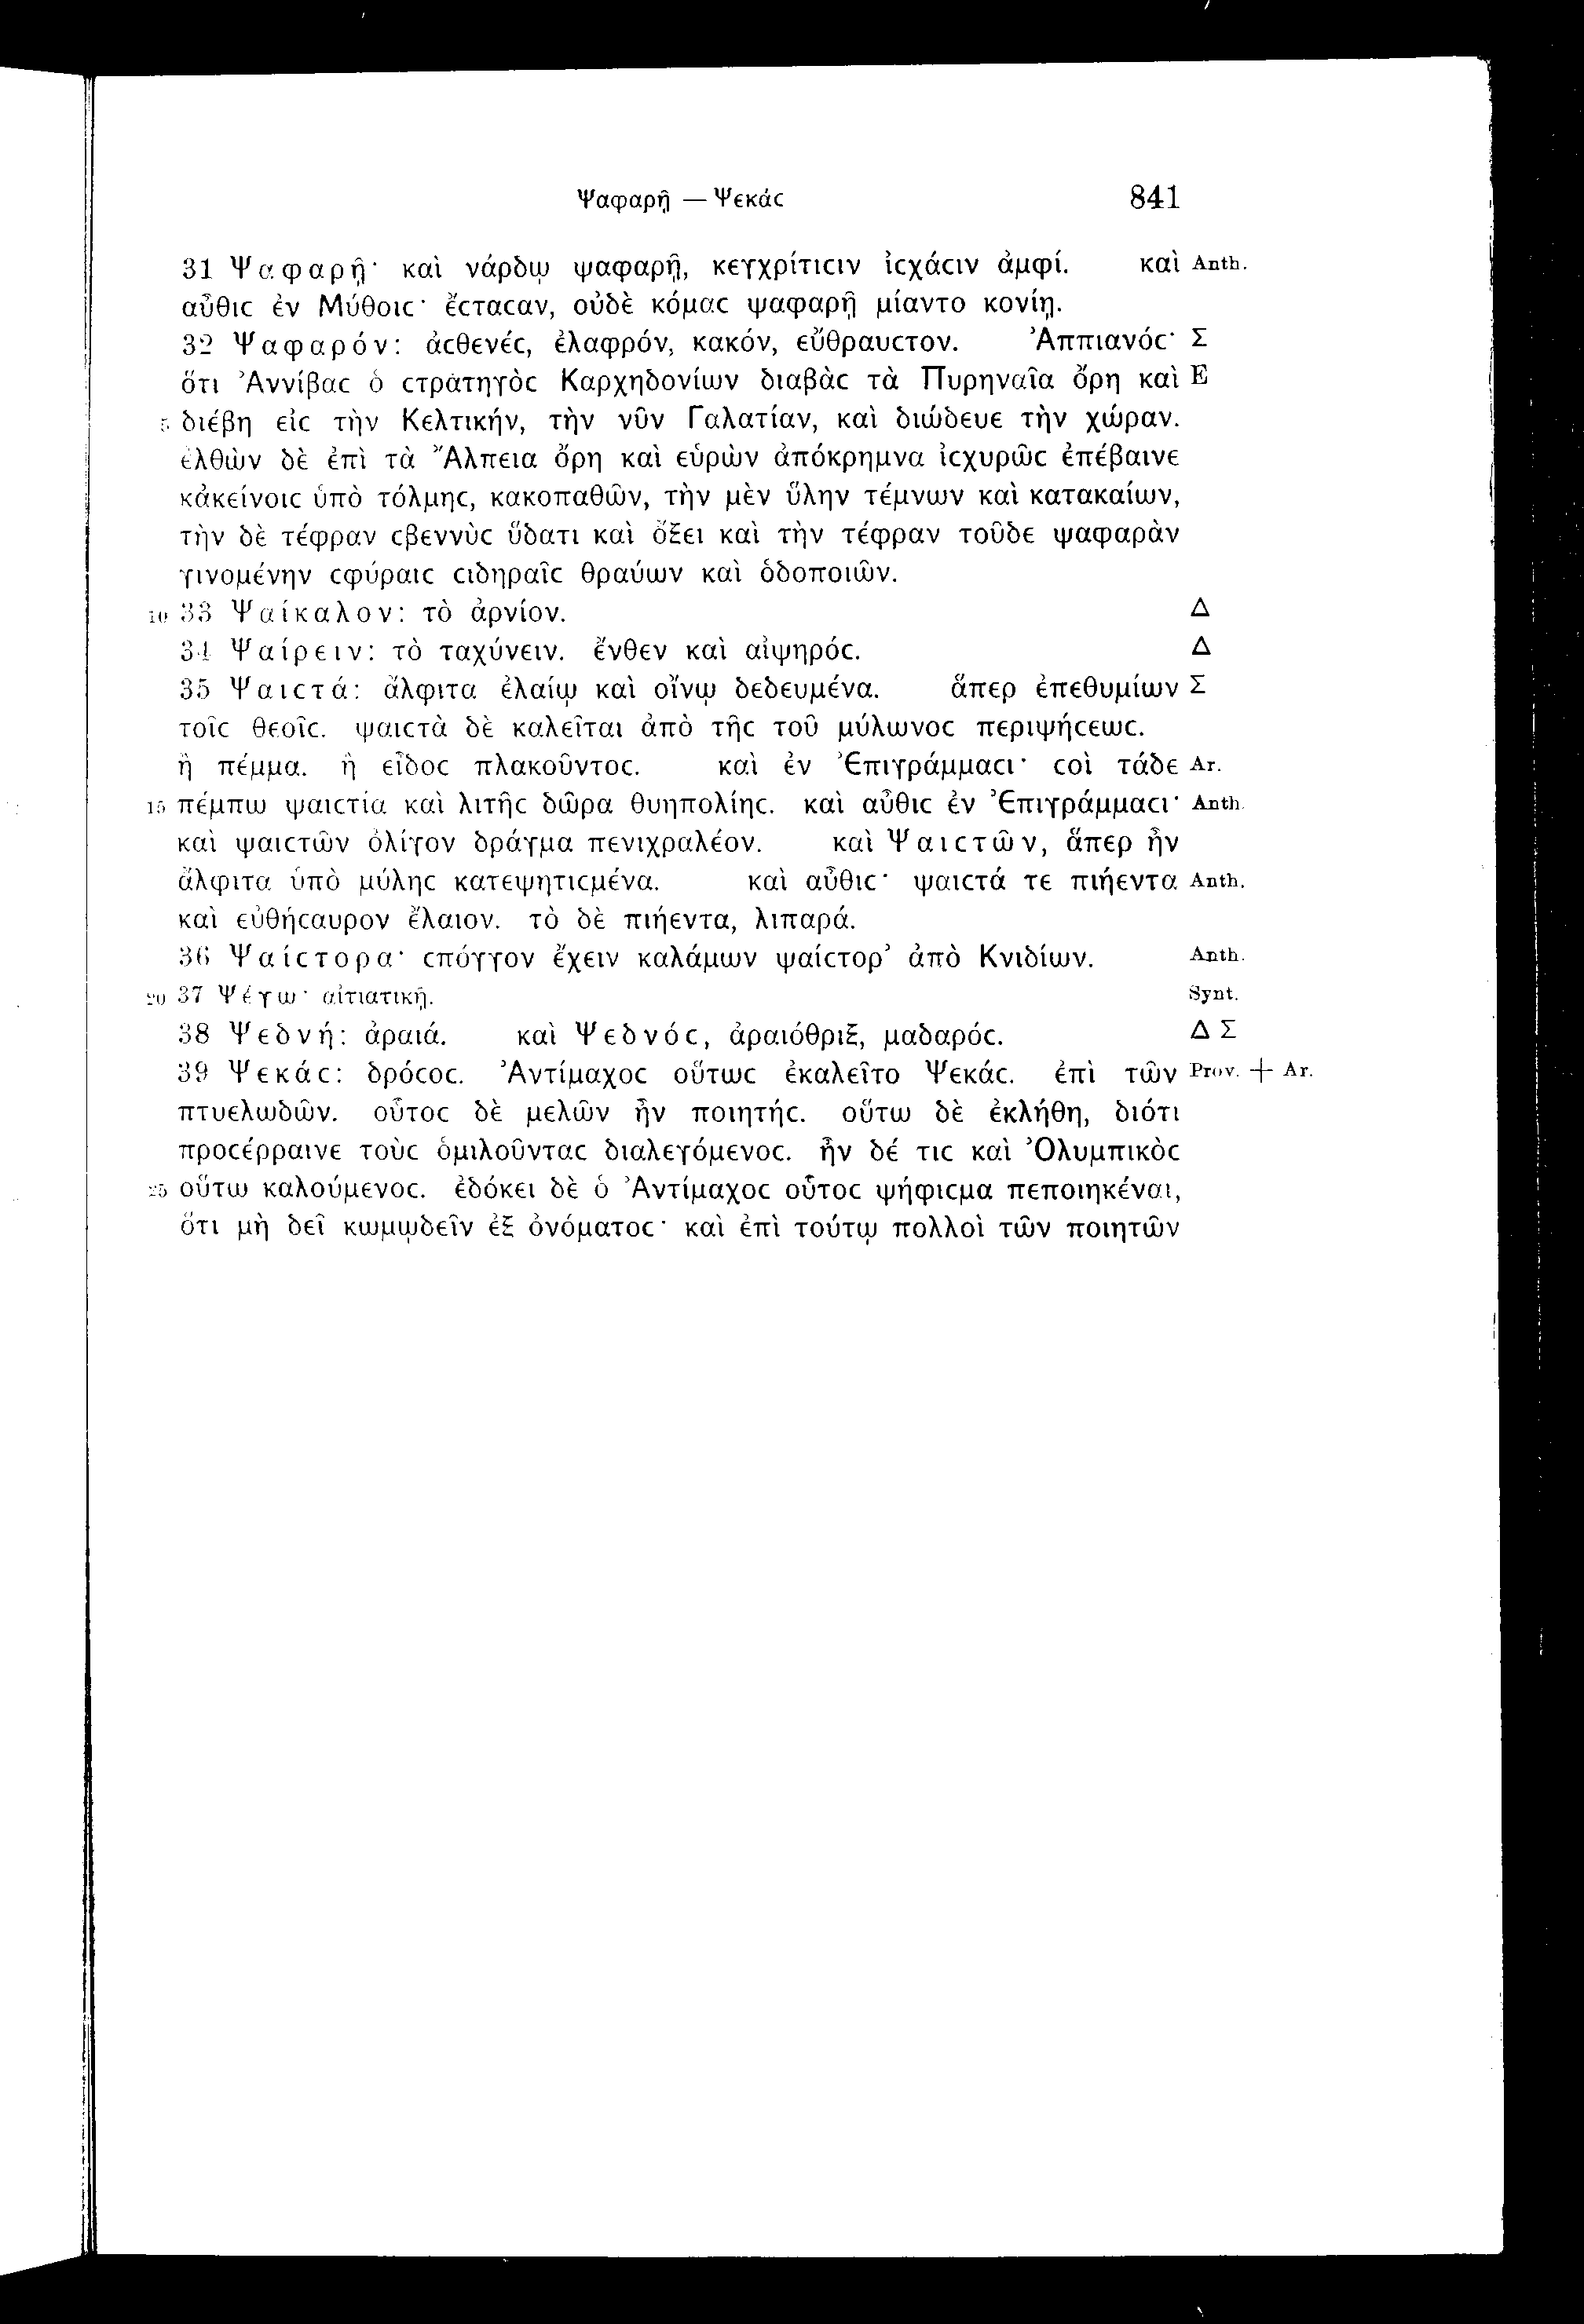 Ψαφαρῇ — Ψεκάϲ 841
31 Ψαφαρῇ· καὶ νάρδῳ ψαφαρῇ, κεγχρίτιϲιν ἰϲχάϲιν ἀμφί. καὶ Anth.
αὖθιϲ ἐν Μύθοιϲ· ἔϲταϲαν, οὐδὲ κόμαϲ ψαφαρῇ μίαντο κονίῃ.
32 Ψαφαρόν: ἀϲθενέϲ, ἐλαφρόν, κακόν, εὔθραυϲτον. Ἀππιανόϲ· Σ
ὅτι Ἀννίβαϲ ὁ ϲτρατηγὸϲ Καρχηδονίων διαβὰϲ τὰ Πυρηναῖα ὄρη καὶ E
5 διέβη εἰϲ τὴν Κελτικήν, τὴν νῦν Γαλατίαν, καὶ διώδευε τὴν χώραν.
ἐλθὼν δὲ ἐπὶ τὰ Ἄλπεια ὄρη καὶ εὑρὼν ἀπόκρημνα ἰϲχυρῶϲ ἐπέβαινε
κἀκείνοιϲ ὑπὸ τόλμηϲ, κακοπαθῶν, τὴν μὲν ὕλην τέμνων καὶ κατακαίων,
τὴν δὲ τέφραν ϲβεννὺϲ ὕδατι καὶ ὄξει καὶ τὴν τέφραν τοῦδε ψαφαρὰν
γινομένην ϲφύραιϲ ϲιδηραῖϲ θραύων καὶ ὁδοποιῶν.
10 33 Ψαίκαλον: τὸ ἀρνίον. Δ
34 Ψαίρειν: τὸ ταχύνειν. ἔνθεν καὶ αἰψηρόϲ. Δ
35 Ψαιϲτά: ἄλφιτα ἐλαίῳ καὶ οἴνῳ δεδευμένα. ἅπερ ἐπεθυμίων Σ
τοῖϲ θεοῖϲ. ψαιϲτὰ δὲ καλεῖται ἀπὸ τῆϲ τοῦ μύλωνοϲ περιψήϲεωϲ.
ἢ πέμμα. ἢ εἶδοϲ πλακοῦντοϲ. καὶ ἐν Ἐπιγράμμαϲι· ϲοὶ τάδε Ar.
15 πέμπω ψαιϲτία καὶ λιτῆϲ δῶρα θυηπολίηϲ. καὶ αὖθιϲ ἐν Ἐπιγράμμαϲι· Anth.
καὶ ψαιϲτῶν ὀλίγον δράγμα πενιχραλέον. καὶ Ψαιϲτῶν, ἅπερ ἦν
ἄλφιτα ὑπὸ μύληϲ κατεψητιϲμένα. καὶ αὖθιϲ· ψαιϲτά τε πιήεντα Anth.
καὶ εὐθήϲαυρον ἔλαιον. τὸ δὲ πιήεντα, λιπαρά.
36 Ψαίϲτορα· ϲπόγγον ἔχειν καλάμων ψαίϲτορ’ ἀπὸ Κνιδίων. Anth.
20 37 Ψέγω· αἰτιατικῇ. Synt.
38 Ψεδνή: ἀραιά. καὶ Ψεδνόϲ, ἀραιόθριξ, μαδαρόϲ. Δ Σ
39 Ψεκάϲ: δρόϲοϲ. Ἀντίμαχοϲ οὕτωϲ ἐκαλεῖτο Ψεκάϲ. ἐπὶ τῶν Prov. + Ar.
πτυελωδῶν. οὗτοϲ δὲ μελῶν ἦν ποιητήϲ. οὕτω δὲ ἐκλήθη, διότι
προϲέρραινε τοὺϲ ὁμιλοῦνταϲ διαλεγόμενοϲ. ἦν δέ τιϲ καὶ Ὀλυμπικὸϲ
25 οὕτω καλούμενοϲ. ἐδόκει δὲ ὁ Ἀντίμαχοϲ οὗτοϲ ψήφιϲμα πεποιηκέναι,
ὅτι μὴ δεῖ κωμῳδεῖν ἐξ ὀνόματοϲ· καὶ ἐπὶ τούτῳ πολλοὶ τῶν ποιητῶν